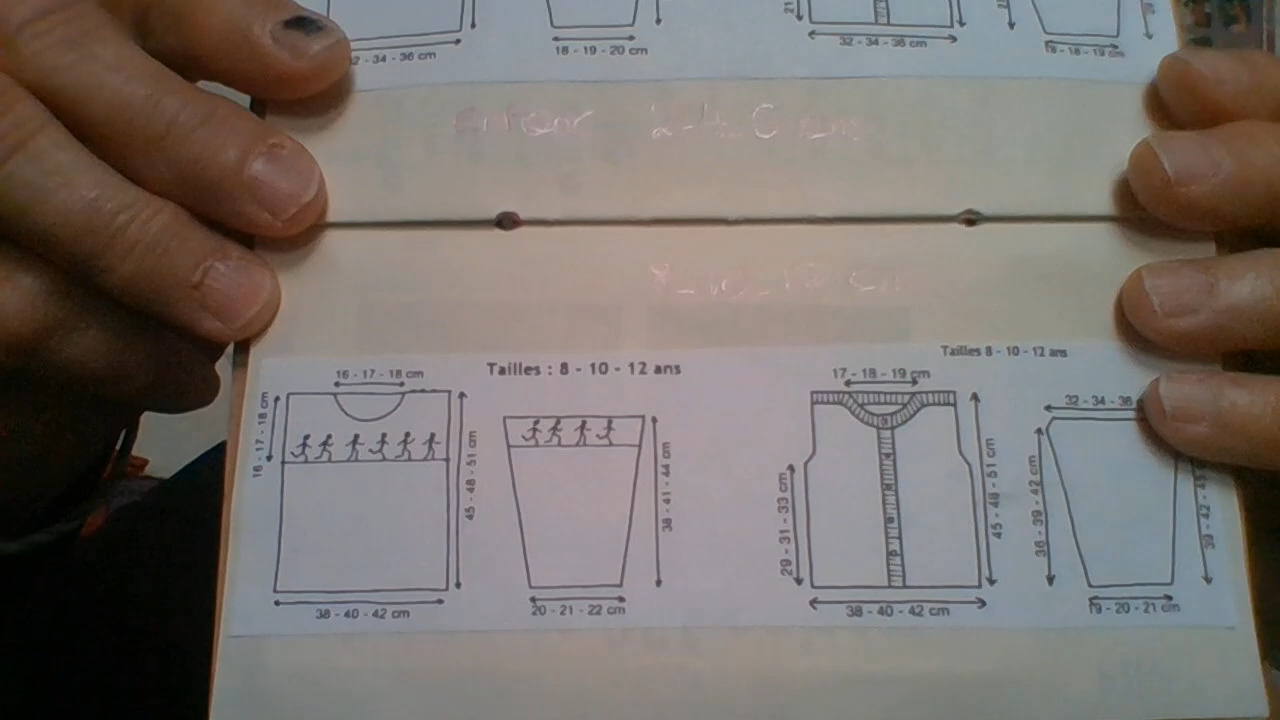 18 - 19 - 20 cm
32 - 34 - 36 cm
Tailles : 8 - 10 - 12 ans
16 - 17 - 18 cm
16 - 17 - 18 cm
45 - 48 - 51 cm
38 - 40 - 42 cm
38 - 41 - 44 cm
20 - 21 - 22 cm
Tailles 8 - 10 - 12 ans
17 - 18 - 19 cm
29 - 31 - 33 cm
45 - 48 - 51 cm
38 - 40 - 42 cm
32 - 34 - 36
36 - 39 - 42 cm
19 - 20 - 21 cm